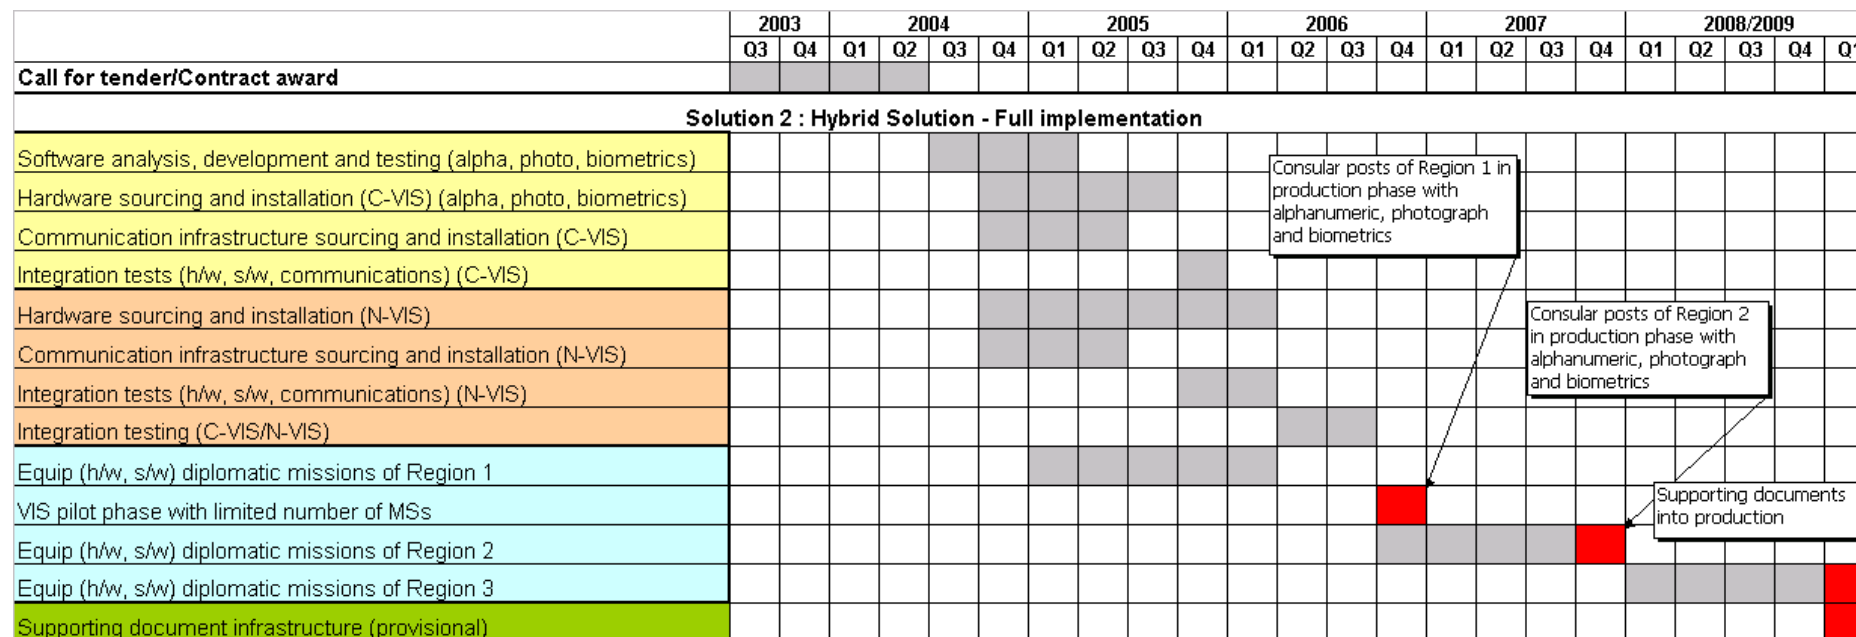 2003 2004 2005 2006 2007 2008/2009
Q3 Q4 Q1 Q2 Q3 Q4 Q1 Q2 Q3 Q4 Q1 Q2 Q3 Q4 Q1 Q2 Q3 Q4 Q1 Q2 Q3 Q4 Q1
Call for tender/Contract award
Solution 2 : Hybrid Solution - Full implementation
Software analysis, development and testing (alpha, photo, biometrics)
Hardware sourcing and installation (C-VIS) (alpha, photo, biometrics)
Communication infrastructure sourcing and installation (C-VIS)
Integration tests (h/w, s/w, communications) (C-VIS)
Hardware sourcing and installation (N-VIS)
Communication infrastructure sourcing and installation (N-VIS)
Integration tests (h/w, s/w, communications) (N-VIS)
Integration testing (C-VIS/N-VIS)
Equip (h/w, s/w) diplomatic missions of Region 1
VIS pilot phase with limited number of MSs
Equip (h/w, s/w) diplomatic missions of Region 2
Equip (h/w, s/w) diplomatic missions of Region 3
Supporting document infrastructure (provisional)
Consular posts of Region 1 in
production phase with
alphanumeric, photograph
and biometrics
Consular posts of Region 2
in production phase with
alphanumeric, photograph
and biometrics
Supporting documents
into production